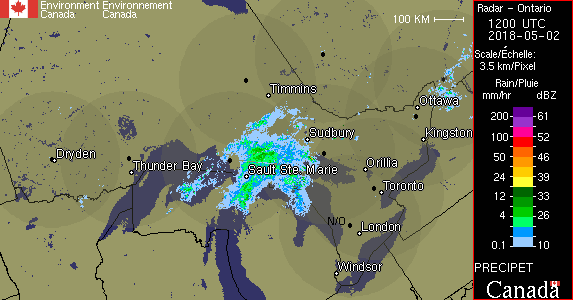 Environment Environnement
Canada Canada
100 KM
Timmins
Ottawa
Sudbury
Kingston
Dryden
Thunder Bay
Orillia
Sault Ste. Marie
Toronto
N/O
London
Windsor
Radar - Ontario
1200 UTC
2018-05-02
Scale/Échelle:
3.5 km/Pixel
Rain/Pluie
mm/hr dBZ
200 61
100 56
50 46
24 39
12 33
4 26
0.1 10
PRECIPET
Canada